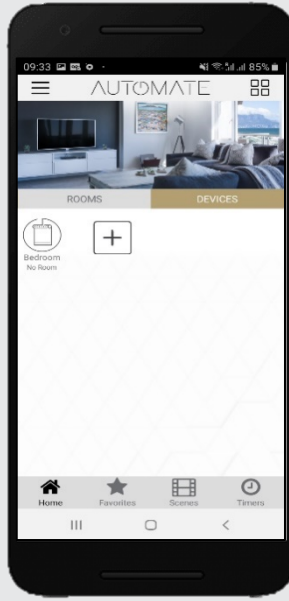 09:33 85%
AUTOMATE
ROOMS DEVICES
Bedroom
No Room
Home Favorites Scenes Timers